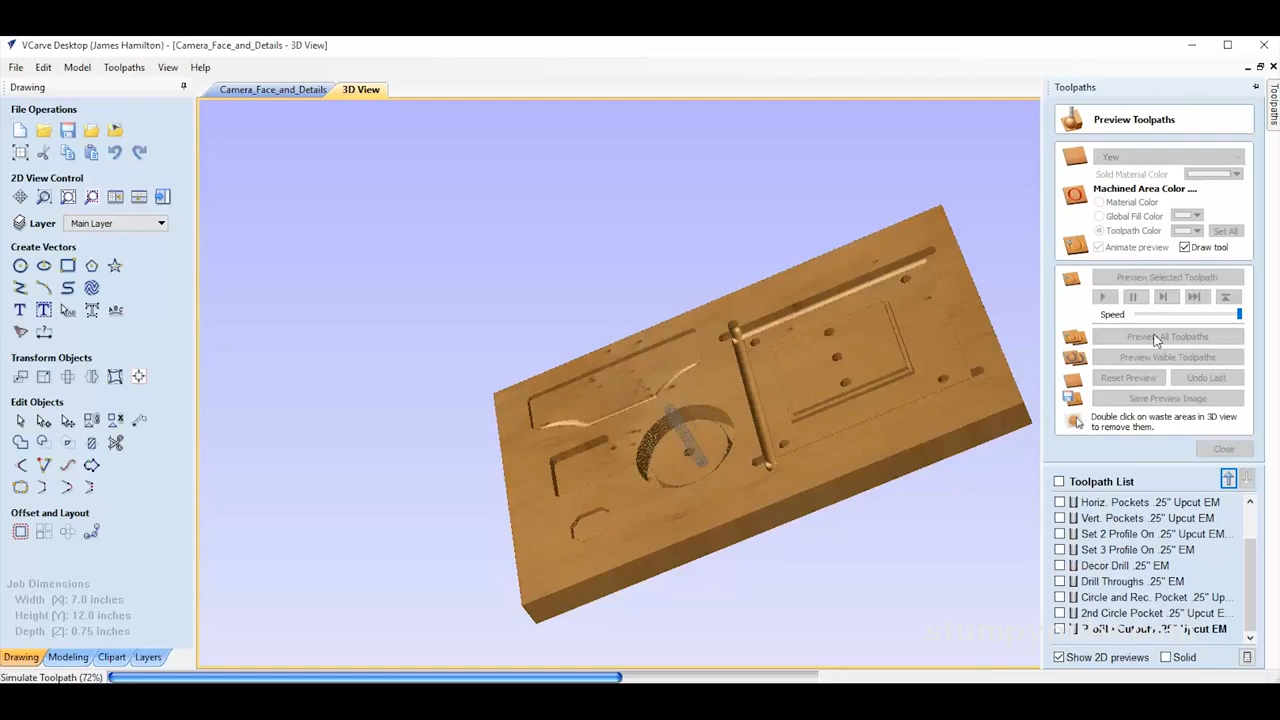 VCarve Desktop (James Hamilton) - [Camera_Face_and_Details - 3D View]
File Edit Model Toolpaths View Help
Drawing
Camera_Face_and_Details
3D View
Toolpaths
File Operations
2D View Control
Layer Main Layer
Create Vectors
Transform Objects
Edit Objects
Offset and Layout
Job Dimensions
Width (X): 7.0 inches
Height (Y): 12.0 inches
Depth (Z): 0.75 inches
Drawing Modeling Clipart Layers
Simulate Toolpath (72%)
Preview Toolpaths
Yew
Solid Material Color
Machined Area Color ....
Material Color
Global Fill Color
Toolpath Color Set All
Animate preview Draw tool
Preview Selected Toolpath
Speed
Preview All Toolpaths
Preview Visible Toolpaths
Reset Preview Undo Last
Save Preview Image
Double click on waste areas in 3D view
to remove them.
Close
Toolpath List
Horiz. Pockets .25" Upcut EM
Vert. Pockets .25" Upcut EM
Set 2 Profile On .25" Upcut EM...
Set 3 Profile On .25" EM
Decor Drill .25" EM
Drill Throughs .25" EM
Circle and Rec. Pocket .25" Up...
2nd Circle Pocket .25" Upcut E...
Upcut EM
Show 2D previews Solid
Toolpaths